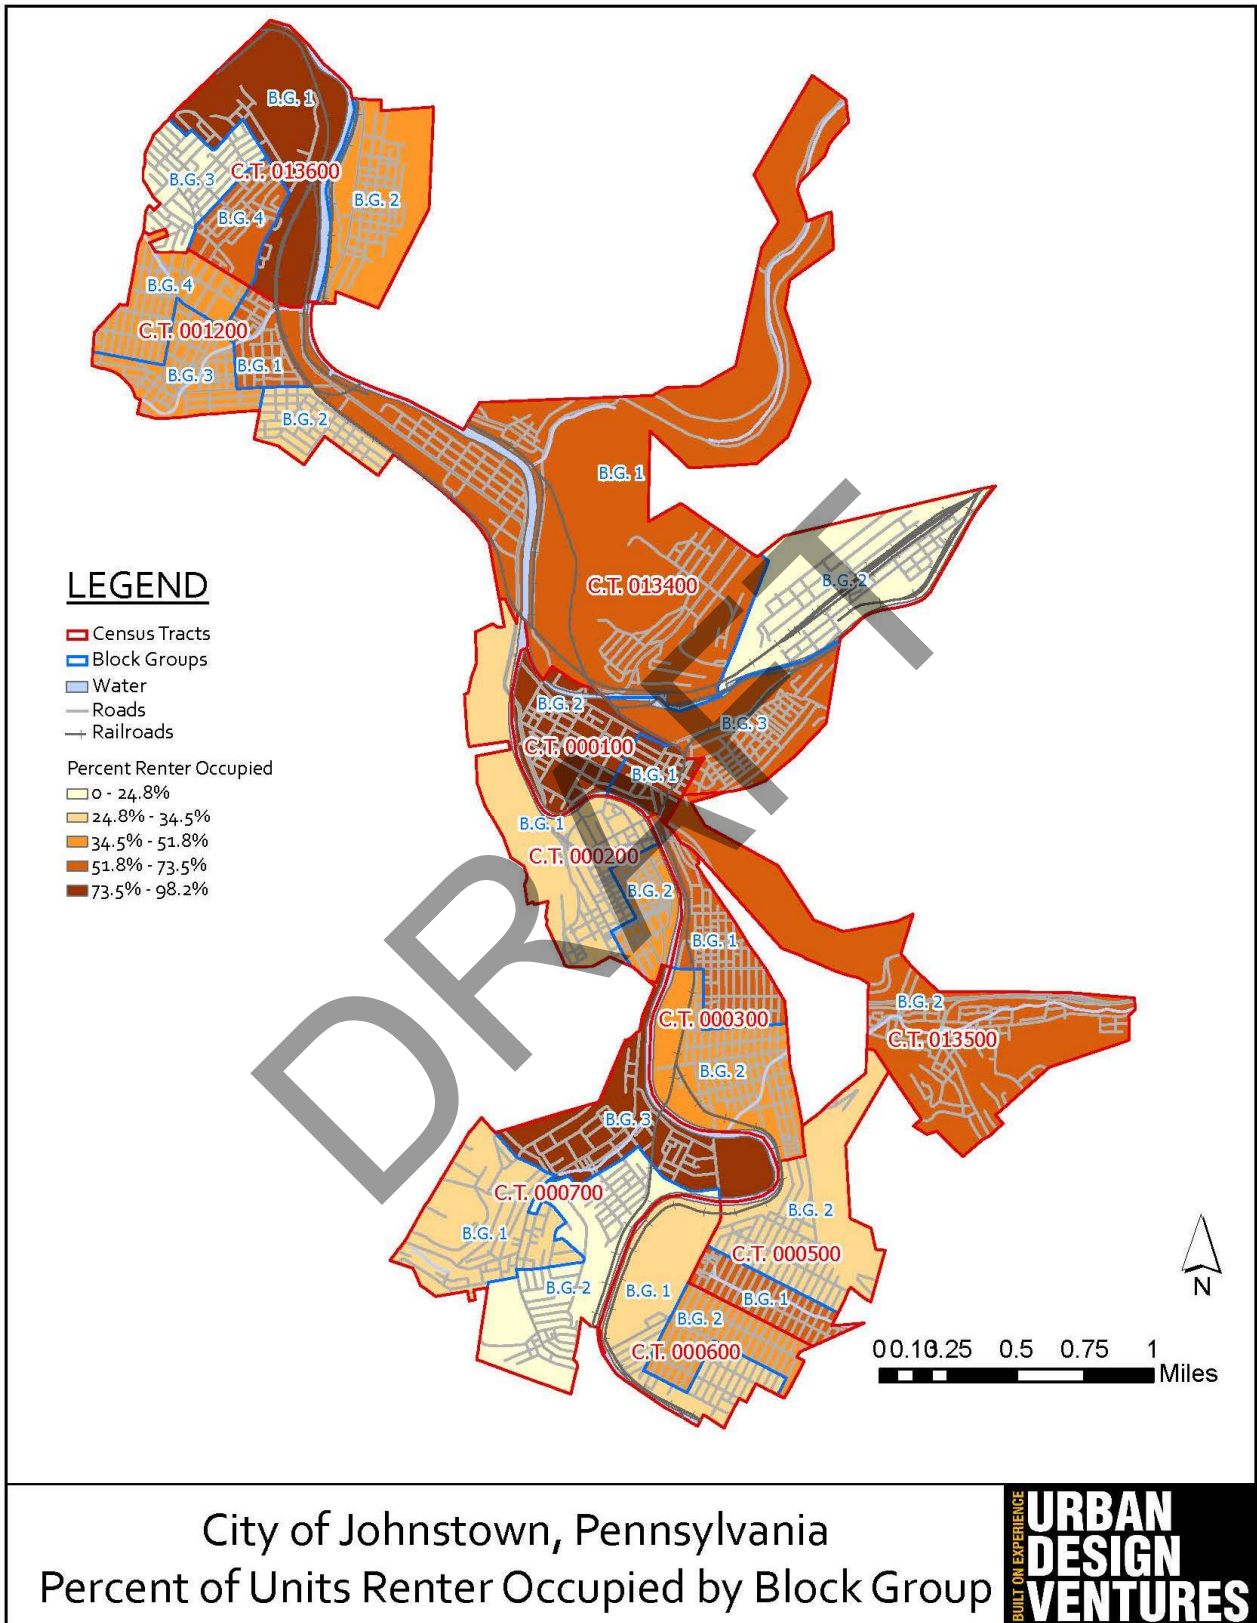 B.G. 1
B.G. 3
C.T. 013600
B.G. 2
B.G. 4
B.G. 4
C.T. 001200
B.G. 3
B.G. 1
B.G. 2
B.G. 1
C.T. 013400
B.G. 2
LEGEND
Census Tracts
Block Groups
Water
Roads
Railroads
Percent Renter Occupied
0 - 24.8%
24.8% - 34.5%
34.5% - 51.8%
51.8% - 73.5%
73.5% - 98.2%
B.G. 2
B.G. 3
C.T. 000100
B.G. 1
B.G. 1
C.T. 000200
B.G. 2
B.G. 1
B.G. 2
C.T. 000300
C.T. 013500
B.G. 2
B.G. 3
C.T. 000700
B.G. 1
B.G. 2
B.G. 2
C.T. 000500
B.G. 1
B.G. 1
B.G. 2
C.T. 000600
DRAFT
N
0 0.130.25 0.5 0.75 1
Miles
City of Johnstown, Pennsylvania
Percent of Units Renter Occupied by Block Group
BUILT ON EXPERIENCE
URBAN
DESIGN
VENTURES